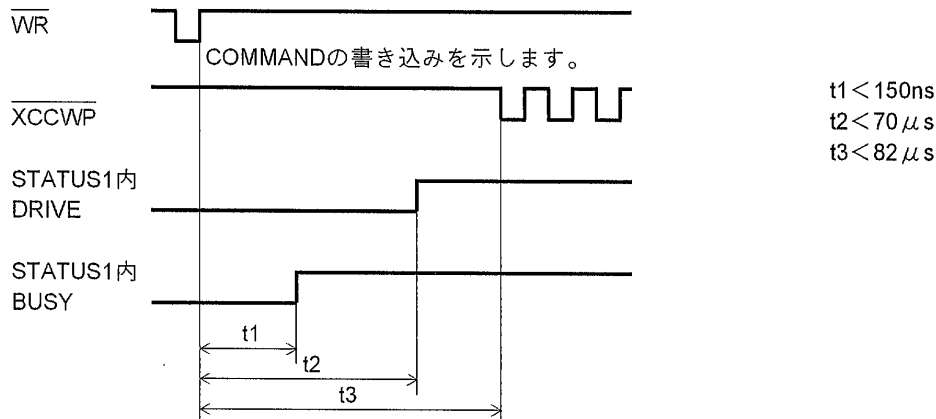 WR
COMMANDの書き込みを示します。
XCCWP
t1<150ns
t2<70μs
t3<82μs
STATUS1内
DRIVE
STATUS1内
BUSY
t1
t2
t3